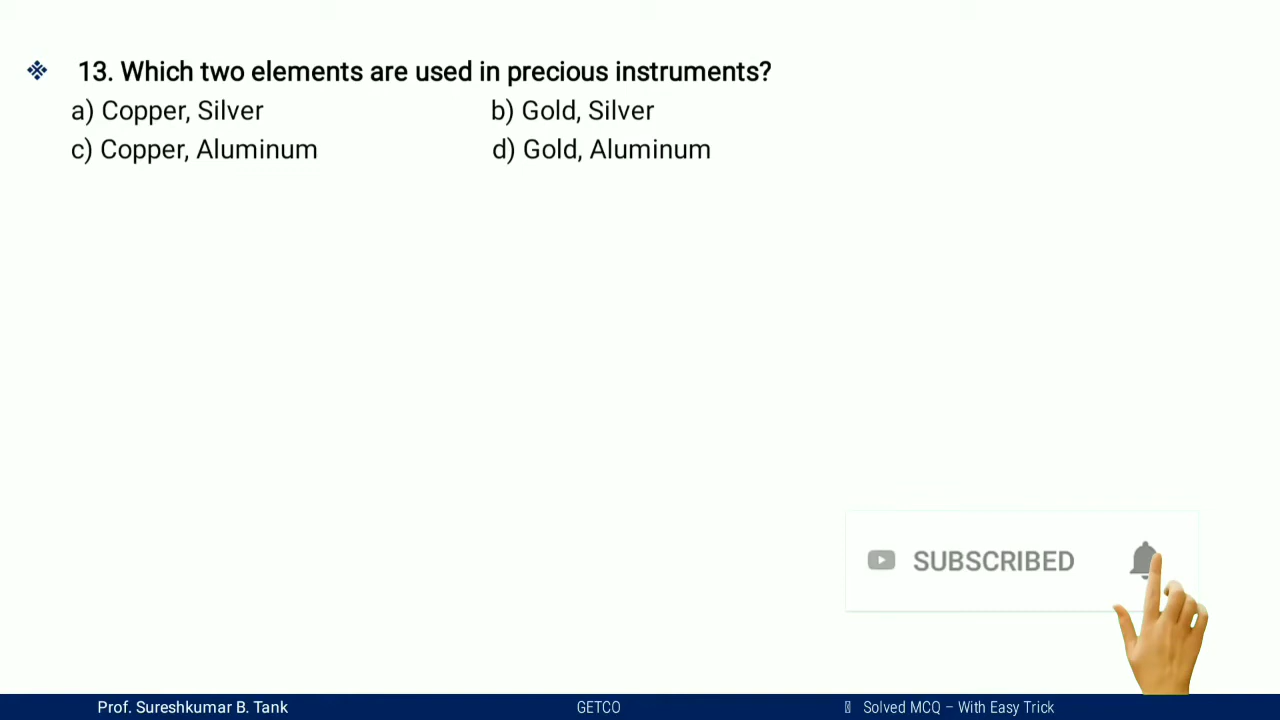 ❖ 13. Which two elements are used in precious instruments?
a) Copper, Silver b) Gold, Silver
c) Copper, Aluminum d) Gold, Aluminum
SUBSCRIBED
Prof. Sureshkumar B. Tank GETCO Solved MCQ – With Easy Trick